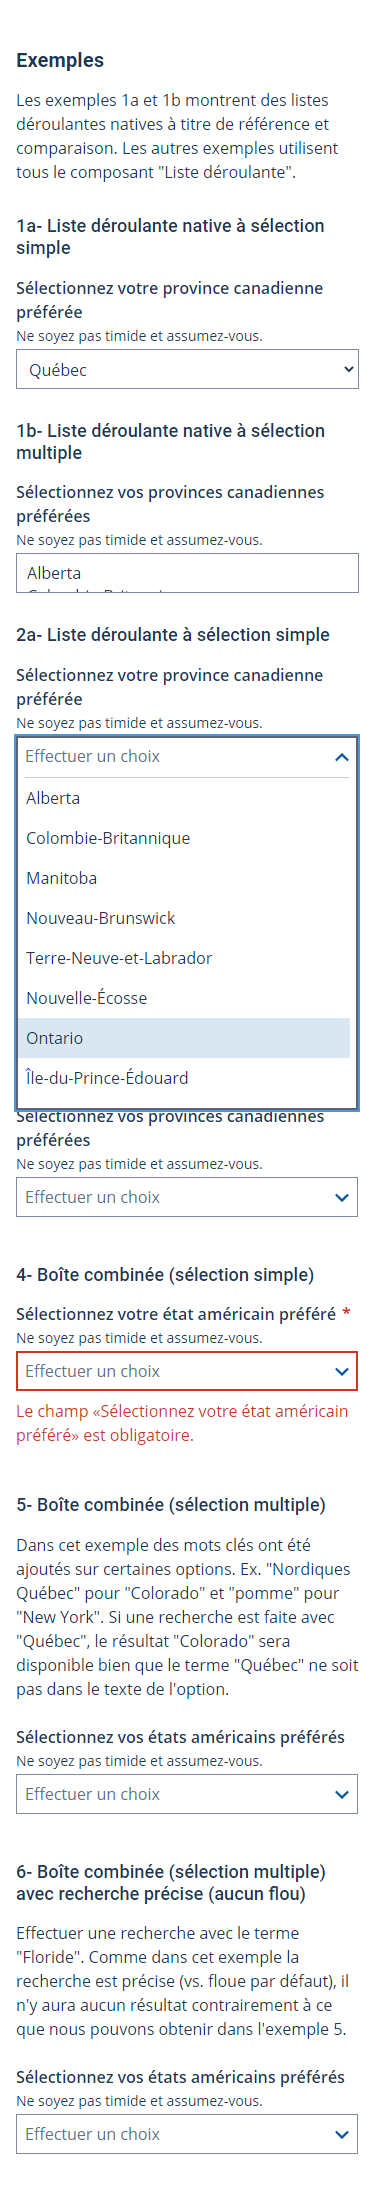 Exemples
Les exemples 1a et 1b montrent des listes
déroulantes natives à titre de référence et
comparaison. Les autres exemples utilisent
tous le composant "Liste déroulante".
1a- Liste déroulante native à sélection
simple
Sélectionnez votre province canadienne
préférée
Ne soyez pas timide et assumez-vous.
Québec
1b- Liste déroulante native à sélection
multiple
Sélectionnez vos provinces canadiennes
préférées
Ne soyez pas timide et assumez-vous.
Alberta
2a- Liste déroulante à sélection simple
Sélectionnez votre province canadienne
préférée
Ne soyez pas timide et assumez-vous.
Effectuer un choix
Alberta
Colombie-Britannique
Manitoba
Nouveau-Brunswick
Terre-Neuve-et-Labrador
Nouvelle-Écosse
Ontario
Île-du-Prince-Édouard
Sélectionnez vos provinces canadiennes
préférées
Ne soyez pas timide et assumez-vous.
Effectuer un choix
4- Boîte combinée (sélection simple)
Sélectionnez votre état américain préféré *
Ne soyez pas timide et assumez-vous.
Effectuer un choix
Le champ «Sélectionnez votre état américain
préféré» est obligatoire.
5- Boîte combinée (sélection multiple)
Dans cet exemple des mots clés ont été
ajoutés sur certaines options. Ex. "Nordiques
Québec" pour "Colorado" et "pomme" pour
"New York". Si une recherche est faite avec
"Québec", le résultat "Colorado" sera
disponible bien que le terme "Québec" ne soit
pas dans le texte de l'option.
Sélectionnez vos états américains préférés
Ne soyez pas timide et assumez-vous.
Effectuer un choix
6- Boîte combinée (sélection multiple)
avec recherche précise (aucun flou)
Effectuer une recherche avec le terme
"Floride". Comme dans cet exemple la
recherche est précise (vs. floue par défaut), il
n'y aura aucun résultat contrairement à ce
que nous pouvons obtenir dans l'exemple 5.
Sélectionnez vos états américains préférés
Ne soyez pas timide et assumez-vous.
Effectuer un choix